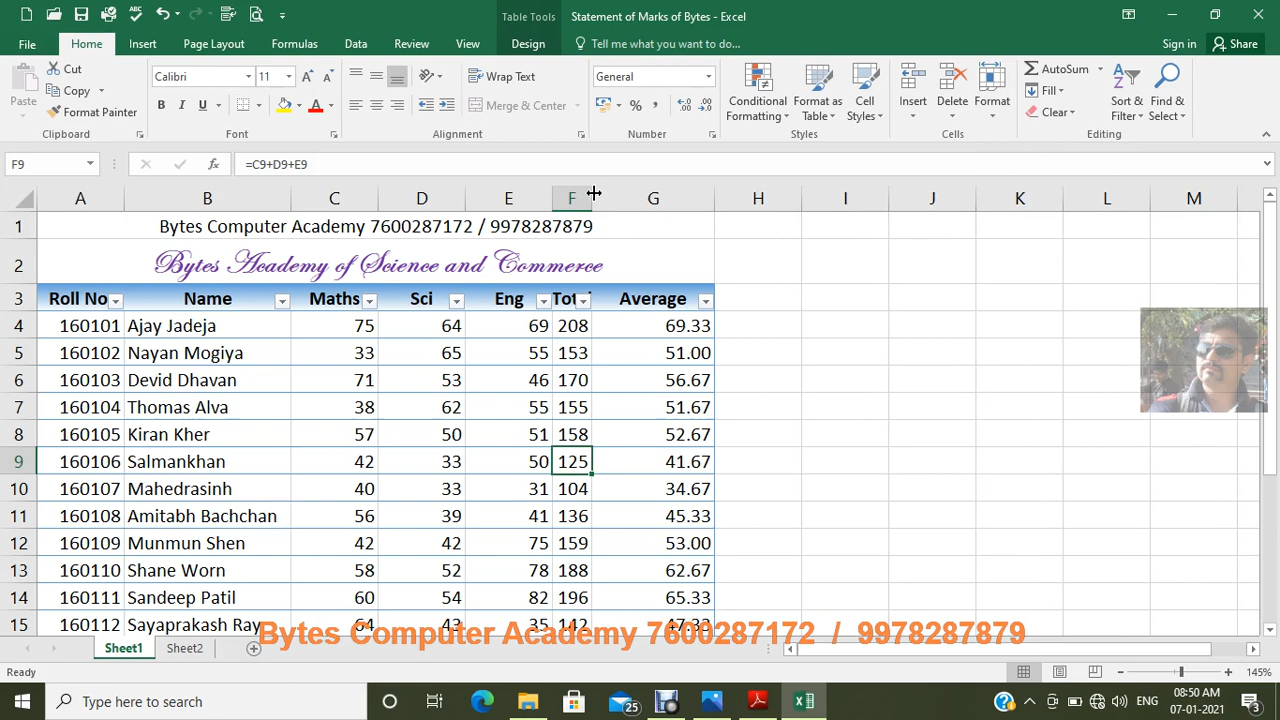 Table Tools
Statement of Marks of Bytes - Excel
File Home Insert Page Layout Formulas Data Review View Design Tell me what you want to do... Sign in Share
Cut
Copy
Format Painter
Paste
Clipboard
Calibri 11
B I U
Font
Wrap Text
Merge & Center
Alignment
General
Number
Conditional Formatting
Format as Table
Cell Styles
Styles
Insert Delete Format
Cells
AutoSum
Fill
Clear
Sort & Filter
Find & Select
Editing
F9 fx =C9+D9+E9
A B C D E F G H I J K L M
1 Bytes Computer Academy 7600287172 / 9978287879
2 Bytes Academy of Science and Commerce
3 Roll No Name Maths Sci Eng Average
4 160101 Ajay Jadeja 75 64 69 208 69.33
5 160102 Nayan Mogiya 33 65 55 153 51.00
6 160103 Devid Dhavan 71 53 46 170 56.67
7 160104 Thomas Alva 38 62 55 155 51.67
8 160105 Kiran Kher 57 50 51 158 52.67
9 160106 Salmankhan 42 33 50 125 41.67
10 160107 Mahedrasinh 40 33 31 104 34.67
11 160108 Amitabh Bachchan 56 39 41 136 45.33
12 160109 Munmun Shen 42 42 75 159 53.00
13 160110 Shane Worn 58 52 78 188 62.67
14 160111 Sandeep Patil 60 54 82 196 65.33
15 160112 Sayaprakash Ray 64 43 35 142 47.33
Bytes Computer Academy 7600287172 / 9978287879
Sheet1 Sheet2
Ready 145%
Type here to search
25
ENG
08:50 AM
07-01-2021
3